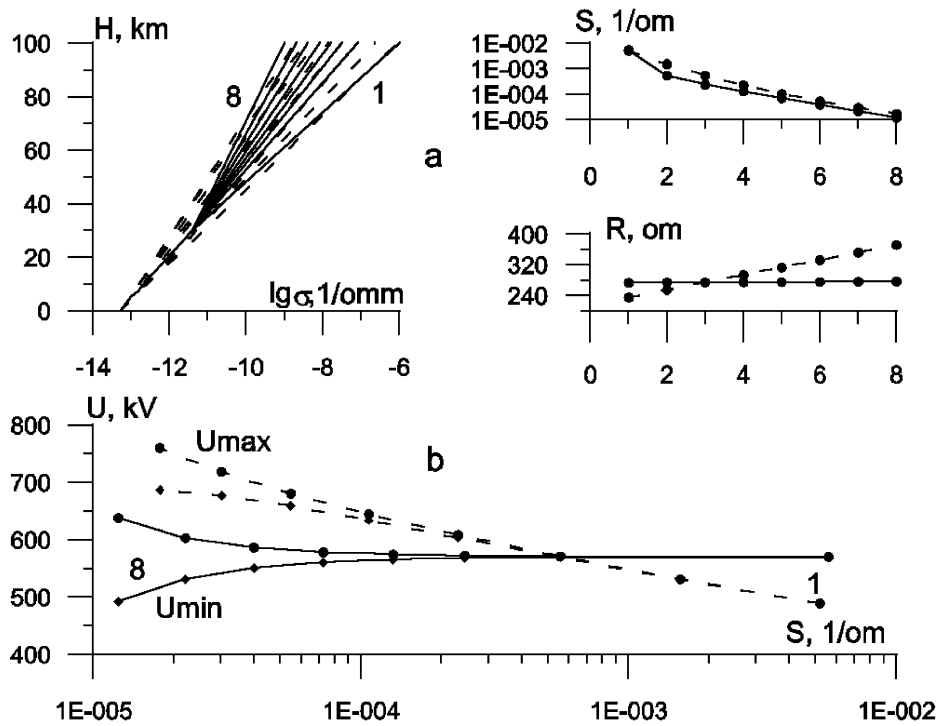 H, km
100
80
60
40
20
0
8
1
a
lgσ,1/omm
-14
-12
-10
-8
-6
S, 1/om
1E-002
1E-003
1E-004
1E-005
0
2
4
6
8
R, om
400
320
240
0
2
4
6
8
U, kV
800
700
600
500
400
Umax
b
8
Umin
1
S, 1/om
1E-005
1E-004
1E-003
1E-002